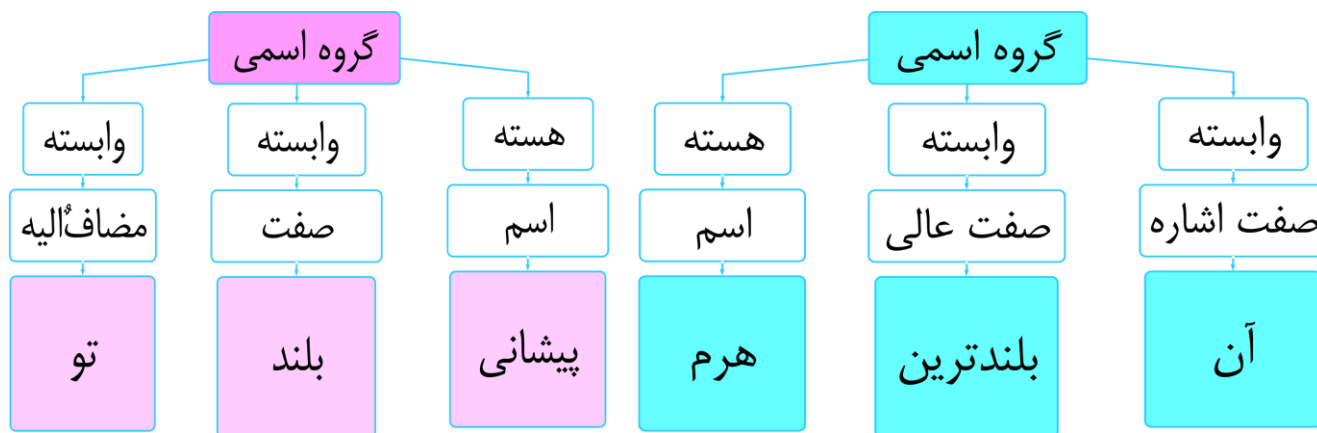 گروه اسمی
وابسته
وابسته
هسته
صفت اشاره
صفت عالی
اسم
آن
بلندترین
هرم
گروه اسمی
هسته
وابسته
وابسته
اسم
صفت
مضافٌ‌الیه
پیشانی
بلند
تو